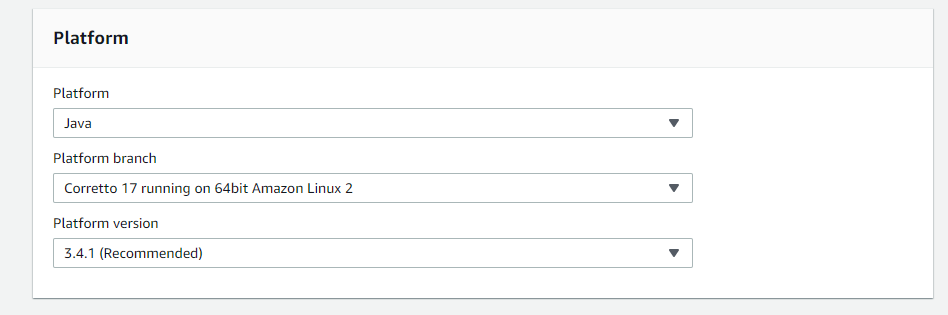 Platform
Platform
Java
Platform branch
Corretto 17 running on 64bit Amazon Linux 2
Platform version
3.4.1 (Recommended)